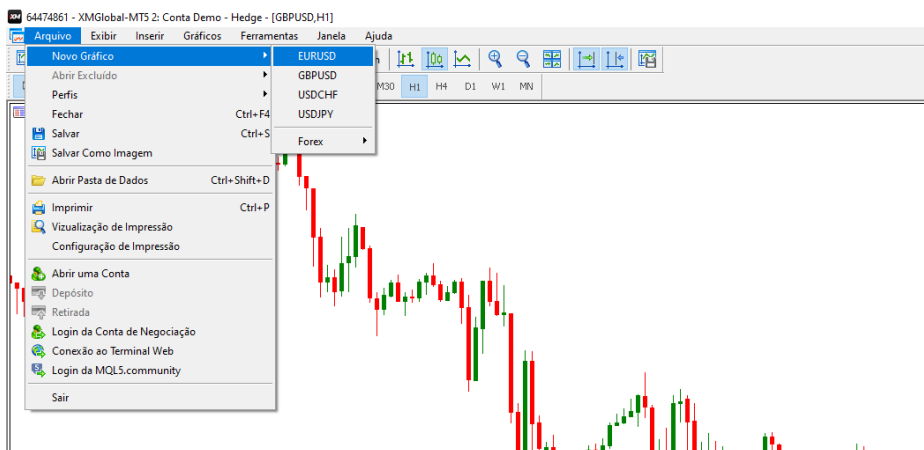 XM 64474861 - XMGlobal-MT5 2: Conta Demo - Hedge - [GBPUSD,H1]
Arquivo Exibir Inserir Gráficos Ferramentas Janela Ajuda
Novo Gráfico
EURUSD
Abrir Excluído
GBPUSD
Perfis
USDCHF
Fechar Ctrl+F4
USDJPY
Salvar Ctrl+S
Forex
Salvar Como Imagem
Abrir Pasta de Dados Ctrl+Shift+D
Imprimir Ctrl+P
Vizualização de Impressão
Configuração de Impressão
Abrir uma Conta
Depósito
Retirada
Login da Conta de Negociação
Conexão ao Terminal Web
Login da MQL5.community
Sair
M30 H1 H4 D1 W1 MN